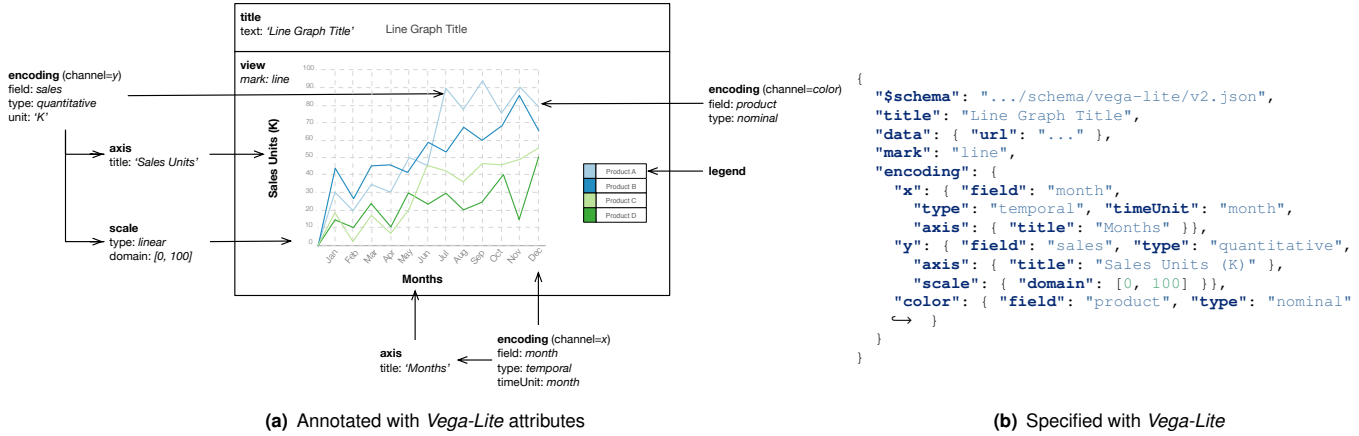 title
text: ‘Line Graph Title’
Line Graph Title
view
mark: line
encoding (channel=y)
field: sales
type: quantitative
unit: ‘K’
axis
title: ‘Sales Units’
scale
type: linear
domain: [0, 100]
Sales Units (K)
100
90
80
70
60
50
40
30
20
10
0
Jan
Feb
Mar
Apr
May
Jun
Jul
Aug
Sep
Oct
Nov
Dec
Months
Product A
Product B
Product C
Product D
encoding (channel=color)
field: product
type: nominal
legend
axis
title: ‘Months’
encoding (channel=x)
field: month
type: temporal
timeUnit: month
(a) Annotated with Vega-Lite attributes
{
"$schema": ".../schema/vega-lite/v2.json",
"title": "Line Graph Title",
"data": { "url": "..." },
"mark": "line",
"encoding": {
"x": { "field": "month",
"type": "temporal", "timeUnit": "month",
"axis": { "title": "Months" }},
"y": { "field": "sales", "type": "quantitative",
"axis": { "title": "Sales Units (K)" },
"scale": { "domain": [0, 100] }},
"color": { "field": "product", "type": "nominal"
↪ }
}
}
(b) Specified with Vega-Lite